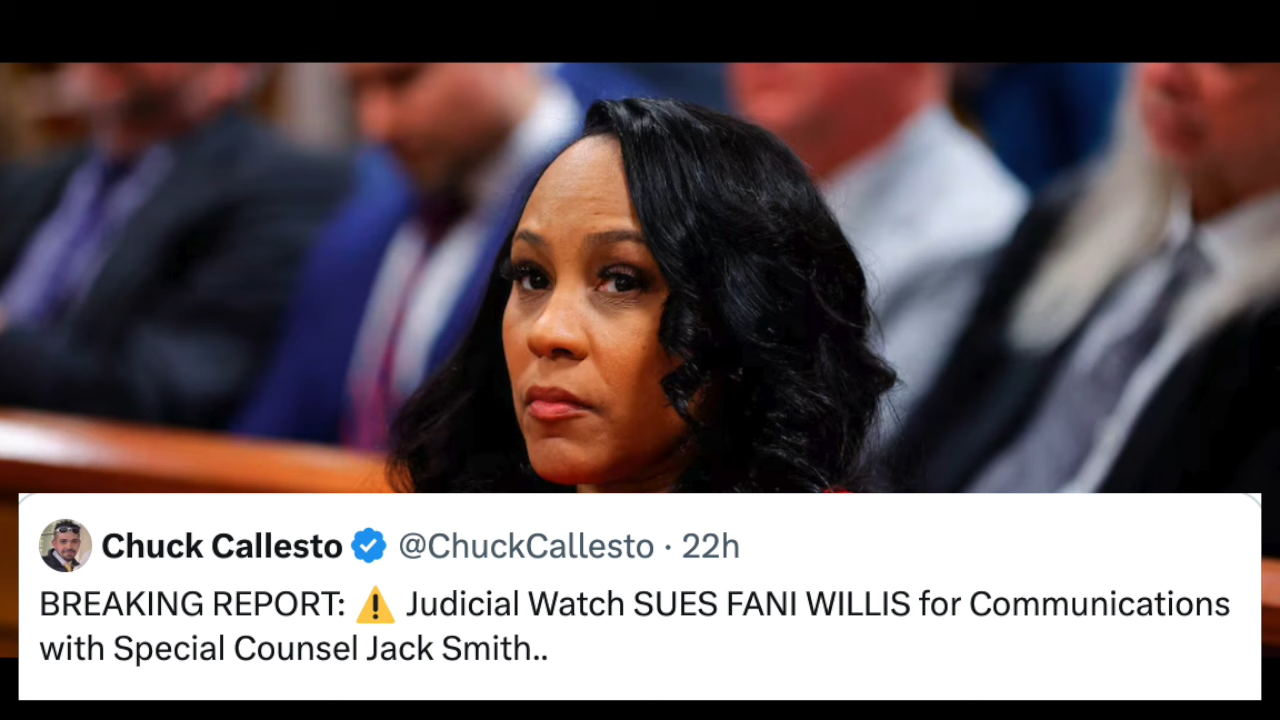 Chuck Callesto @ChuckCallesto · 22h
BREAKING REPORT: ⚠️ Judicial Watch SUES FANI WILLIS for Communications
with Special Counsel Jack Smith..